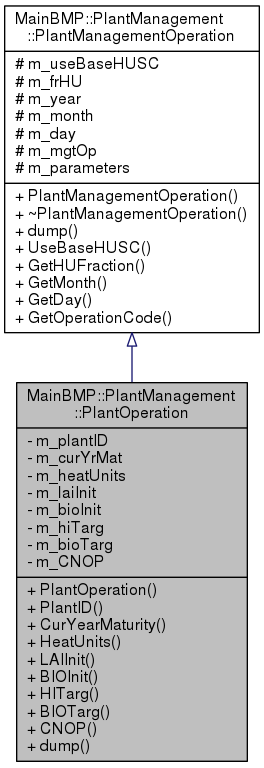 MainBMP::PlantManagement
::PlantManagementOperation
# m_useBaseHUSC
# m_frHU
# m_year
# m_month
# m_day
# m_mgtOp
# m_parameters
+ PlantManagementOperation()
+ ~PlantManagementOperation()
+ dump()
+ UseBaseHUSC()
+ GetHUFraction()
+ GetMonth()
+ GetDay()
+ GetOperationCode()
MainBMP::PlantManagement
::PlantOperation
- m_plantID
- m_curYrMat
- m_heatUnits
- m_laiInit
- m_bioInit
- m_hiTarg
- m_bioTarg
- m_CNOP
+ PlantOperation()
+ PlantID()
+ CurYearMaturity()
+ HeatUnits()
+ LAIInit()
+ BIOInit()
+ HITarg()
+ BIOTarg()
+ CNOP()
+ dump()